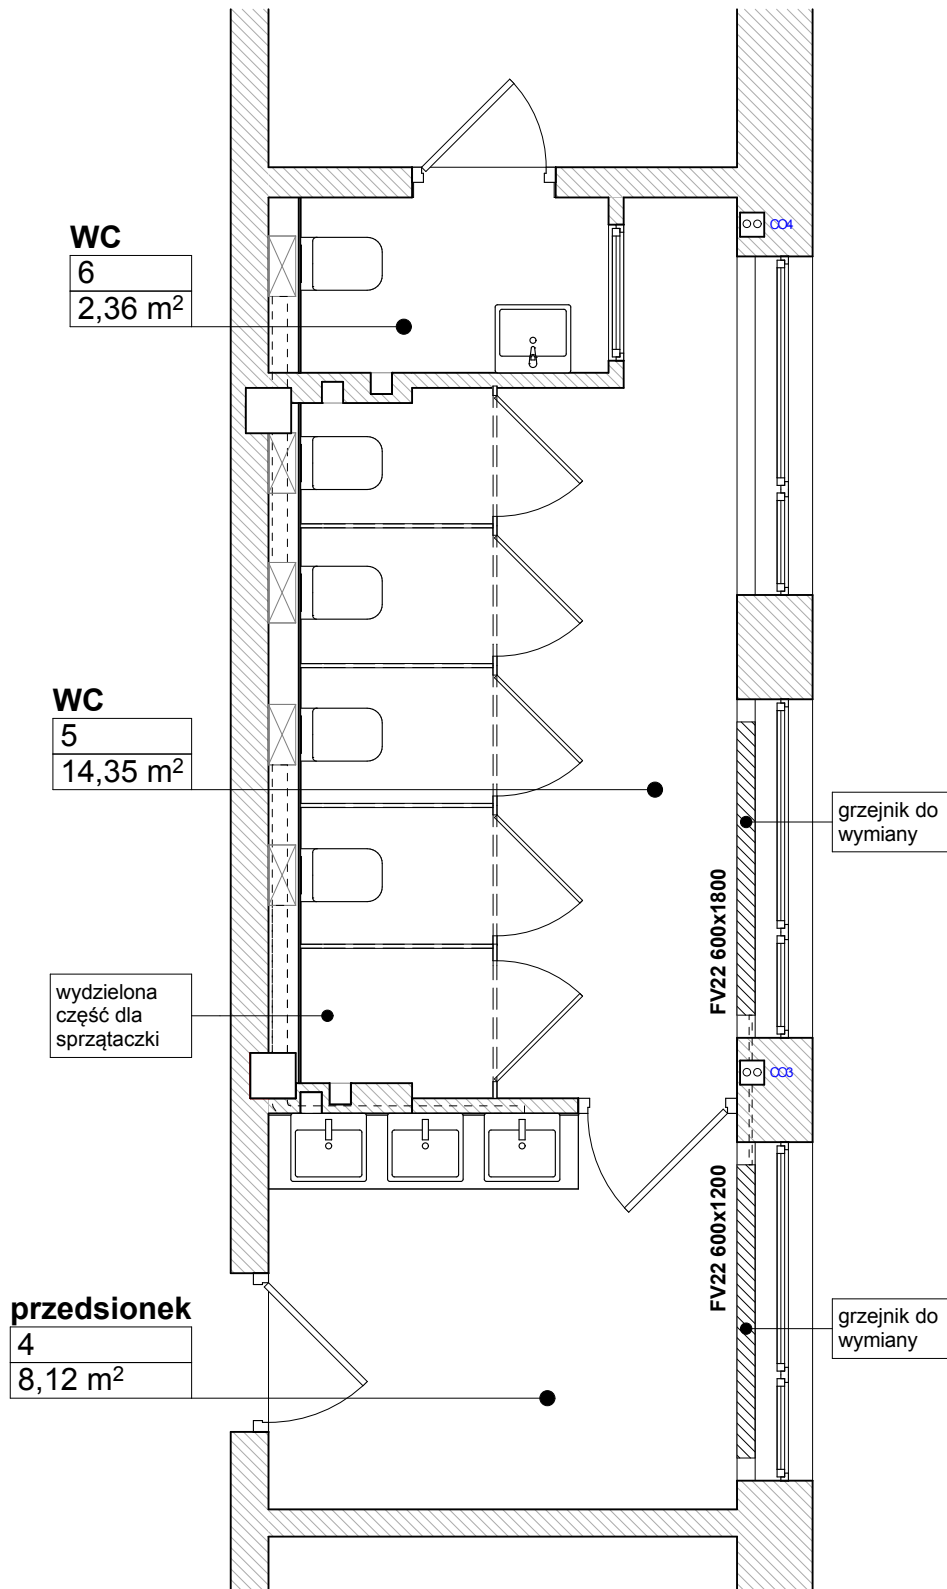 CO4
WC
6
2,36 m²
WC
5
14,35 m²
grzejnik do
wymiany
FV22 600x1800
wydzielona
część dla
sprzątaczki
CO3
FV22 600x1200
przedsionek
4
8,12 m²
grzejnik do
wymiany